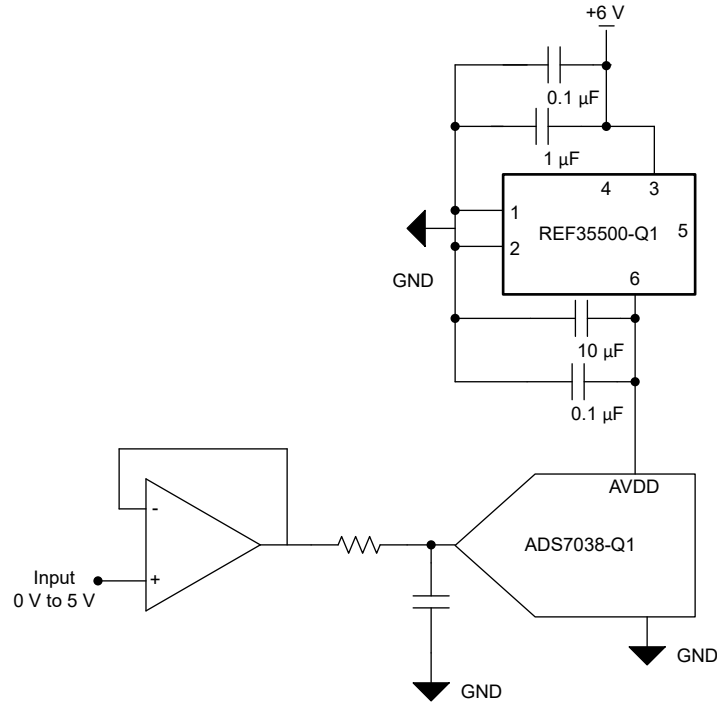 +6 V
0.1 µF
1 µF
4
3
1
REF35500-Q1
5
2
GND
6
10 µF
0.1 µF
AVDD
-
ADS7038-Q1
Input
0 V to 5 V
+
GND
GND